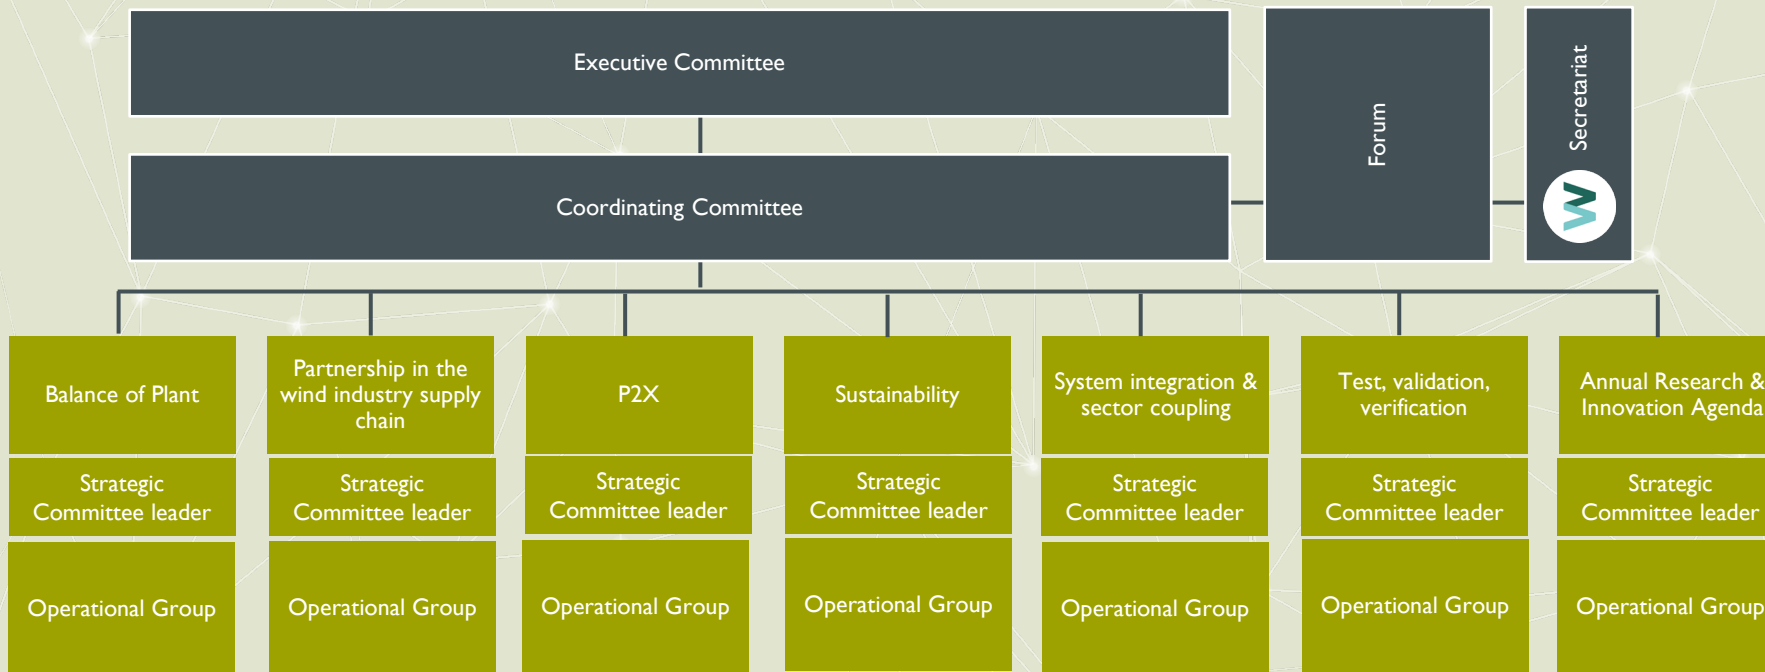 Executive Committee
Coordinating Committee
Forum
Secretariat
Balance of Plant
Strategic
Committee leader
Operational Group
Partnership in the
wind industry supply
chain
Strategic
Committee leader
Operational Group
P2X
Strategic
Committee leader
Operational Group
Sustainability
Strategic
Committee leader
Operational Group
System integration &
sector coupling
Strategic
Committee leader
Operational Group
Test, validation,
verification
Strategic
Committee leader
Operational Group
Annual Research &
Innovation Agenda
Strategic
Committee leader
Operational Group